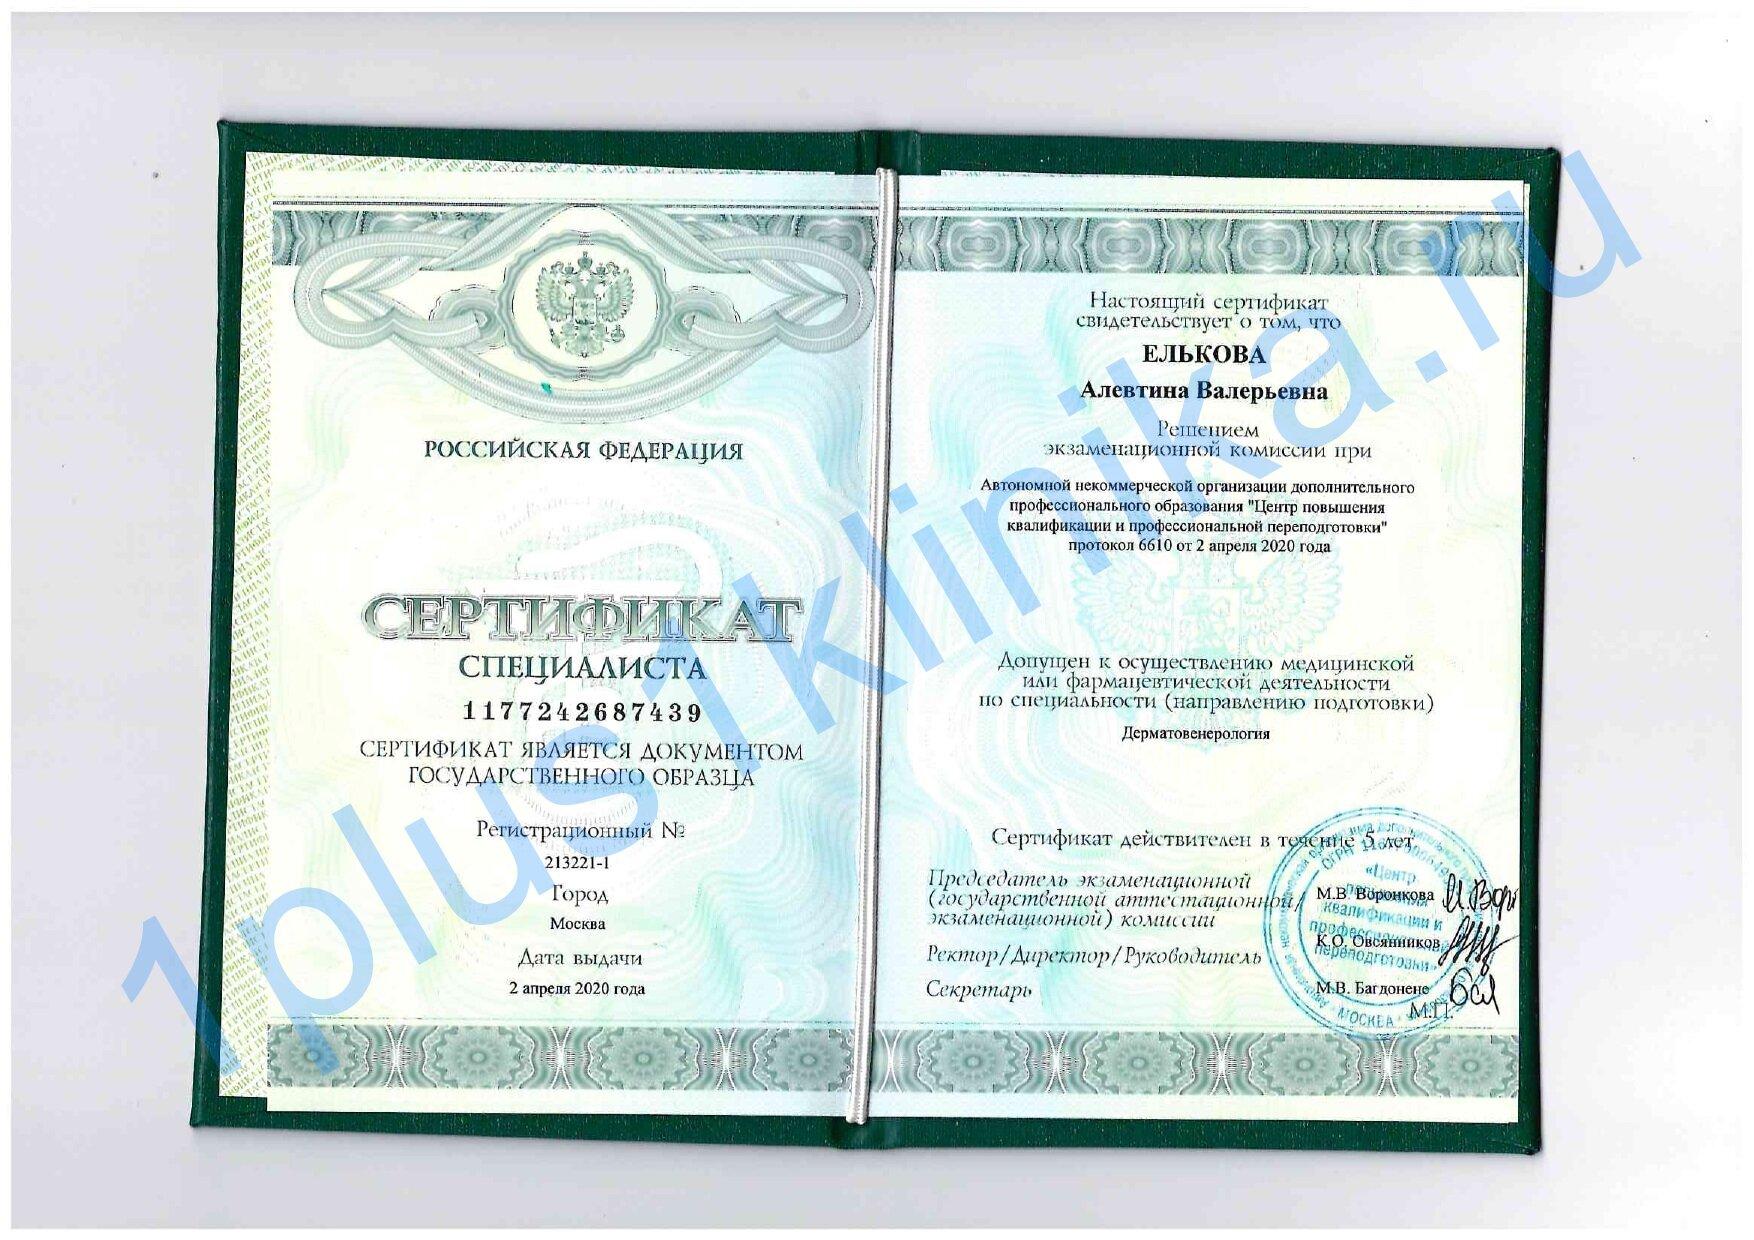 РОССИЙСКАЯ ФЕДЕРАЦИЯ
СЕРТИФИКАТ
СПЕЦИАЛИСТА
1177242687439
СЕРТИФИКАТ ЯВЛЯЕТСЯ ДОКУМЕНТОМ
ГОСУДАРСТВЕННОГО ОБРАЗЦА
Регистрационный №
213221-1
Город
Москва
Дата выдачи
2 апреля 2020 года
Настоящий сертификат
свидетельствует о том, что
ЕЛЬКОВА
Алевтина Валерьевна
Решением
экзаменационной комиссии при
Автономной некоммерческой организации дополнительного
профессионального образования "Центр повышения
квалификации и профессиональной переподготовки"
протокол 6610 от 2 апреля 2020 года
Допущен к осуществлению медицинской
или фармацевтической деятельности
по специальности (направлению подготовки)
Дерматовенерология
Сертификат действителен в течение 5 лет
Председатель экзаменационной
(государственной аттестационной/
экзаменационной) комиссии
М.В. Воронкова
Ректор/Директор/Руководитель
К.О. Овсянников
Секретарь
М.В. Багдонене
М.П.
«Центр
повышения
квалификации и
профессиональной
переподготовки»
МОСКВА
1plus1klinika.ru